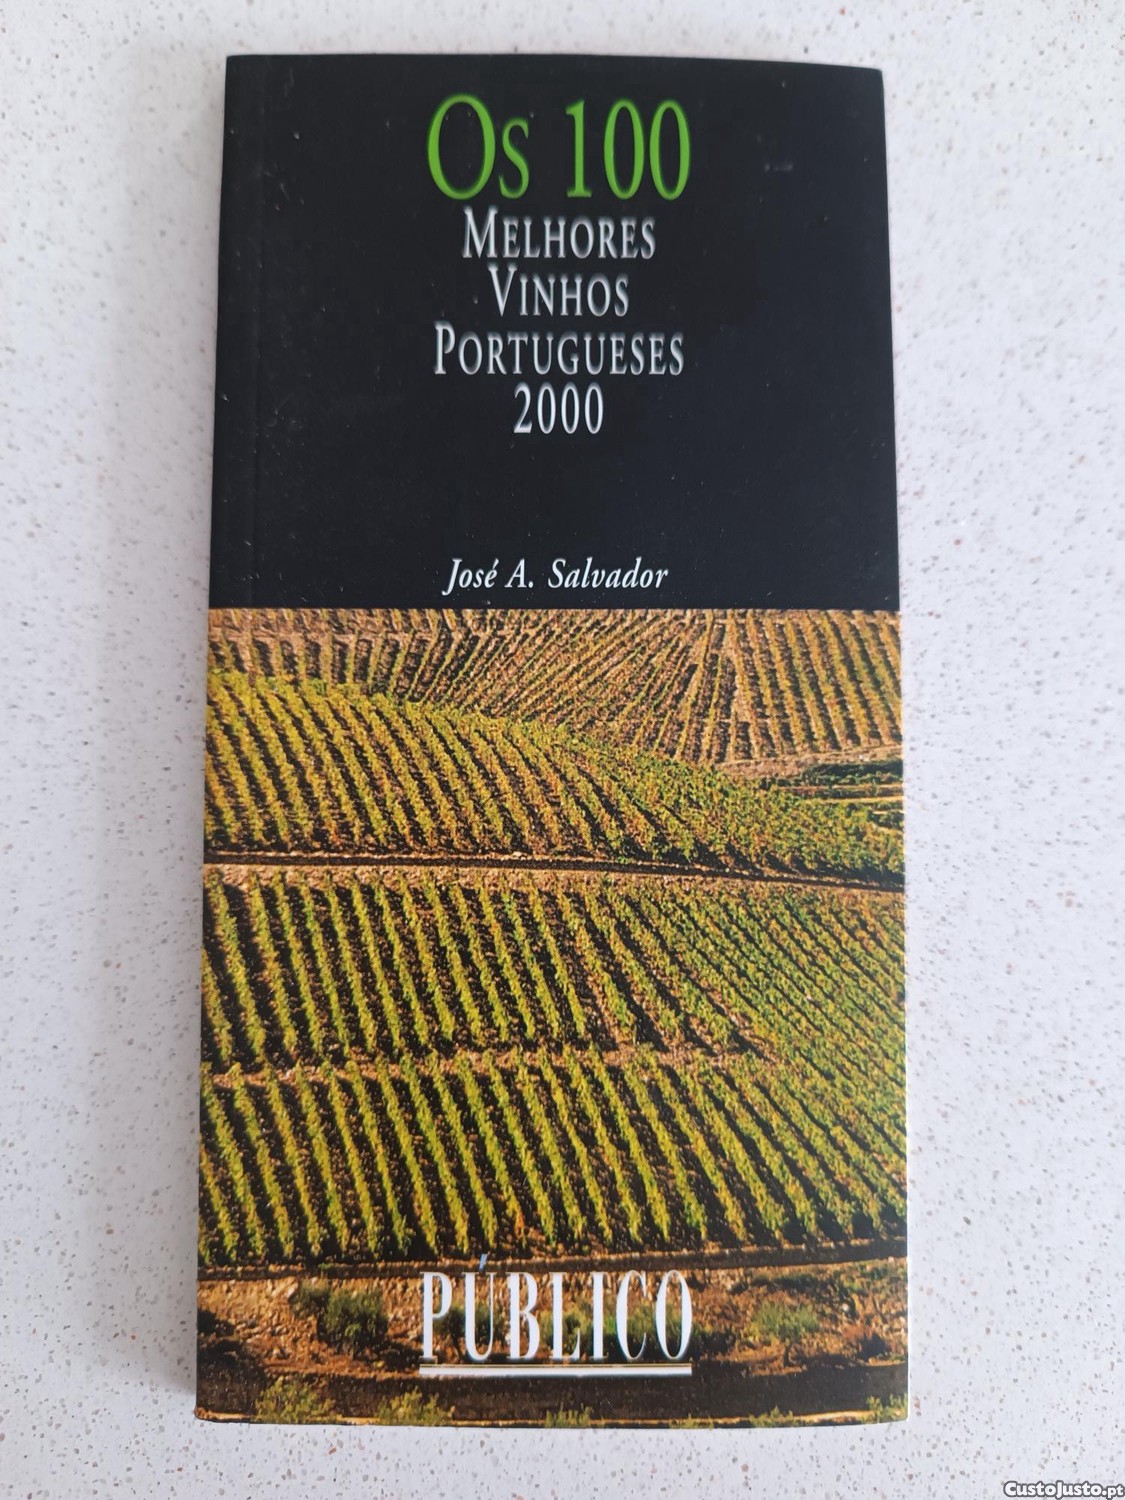 Os 100
Melhores
Vinhos
Portugueses
2000
José A. Salvador
PÚBLICO
CustoJusto.pt